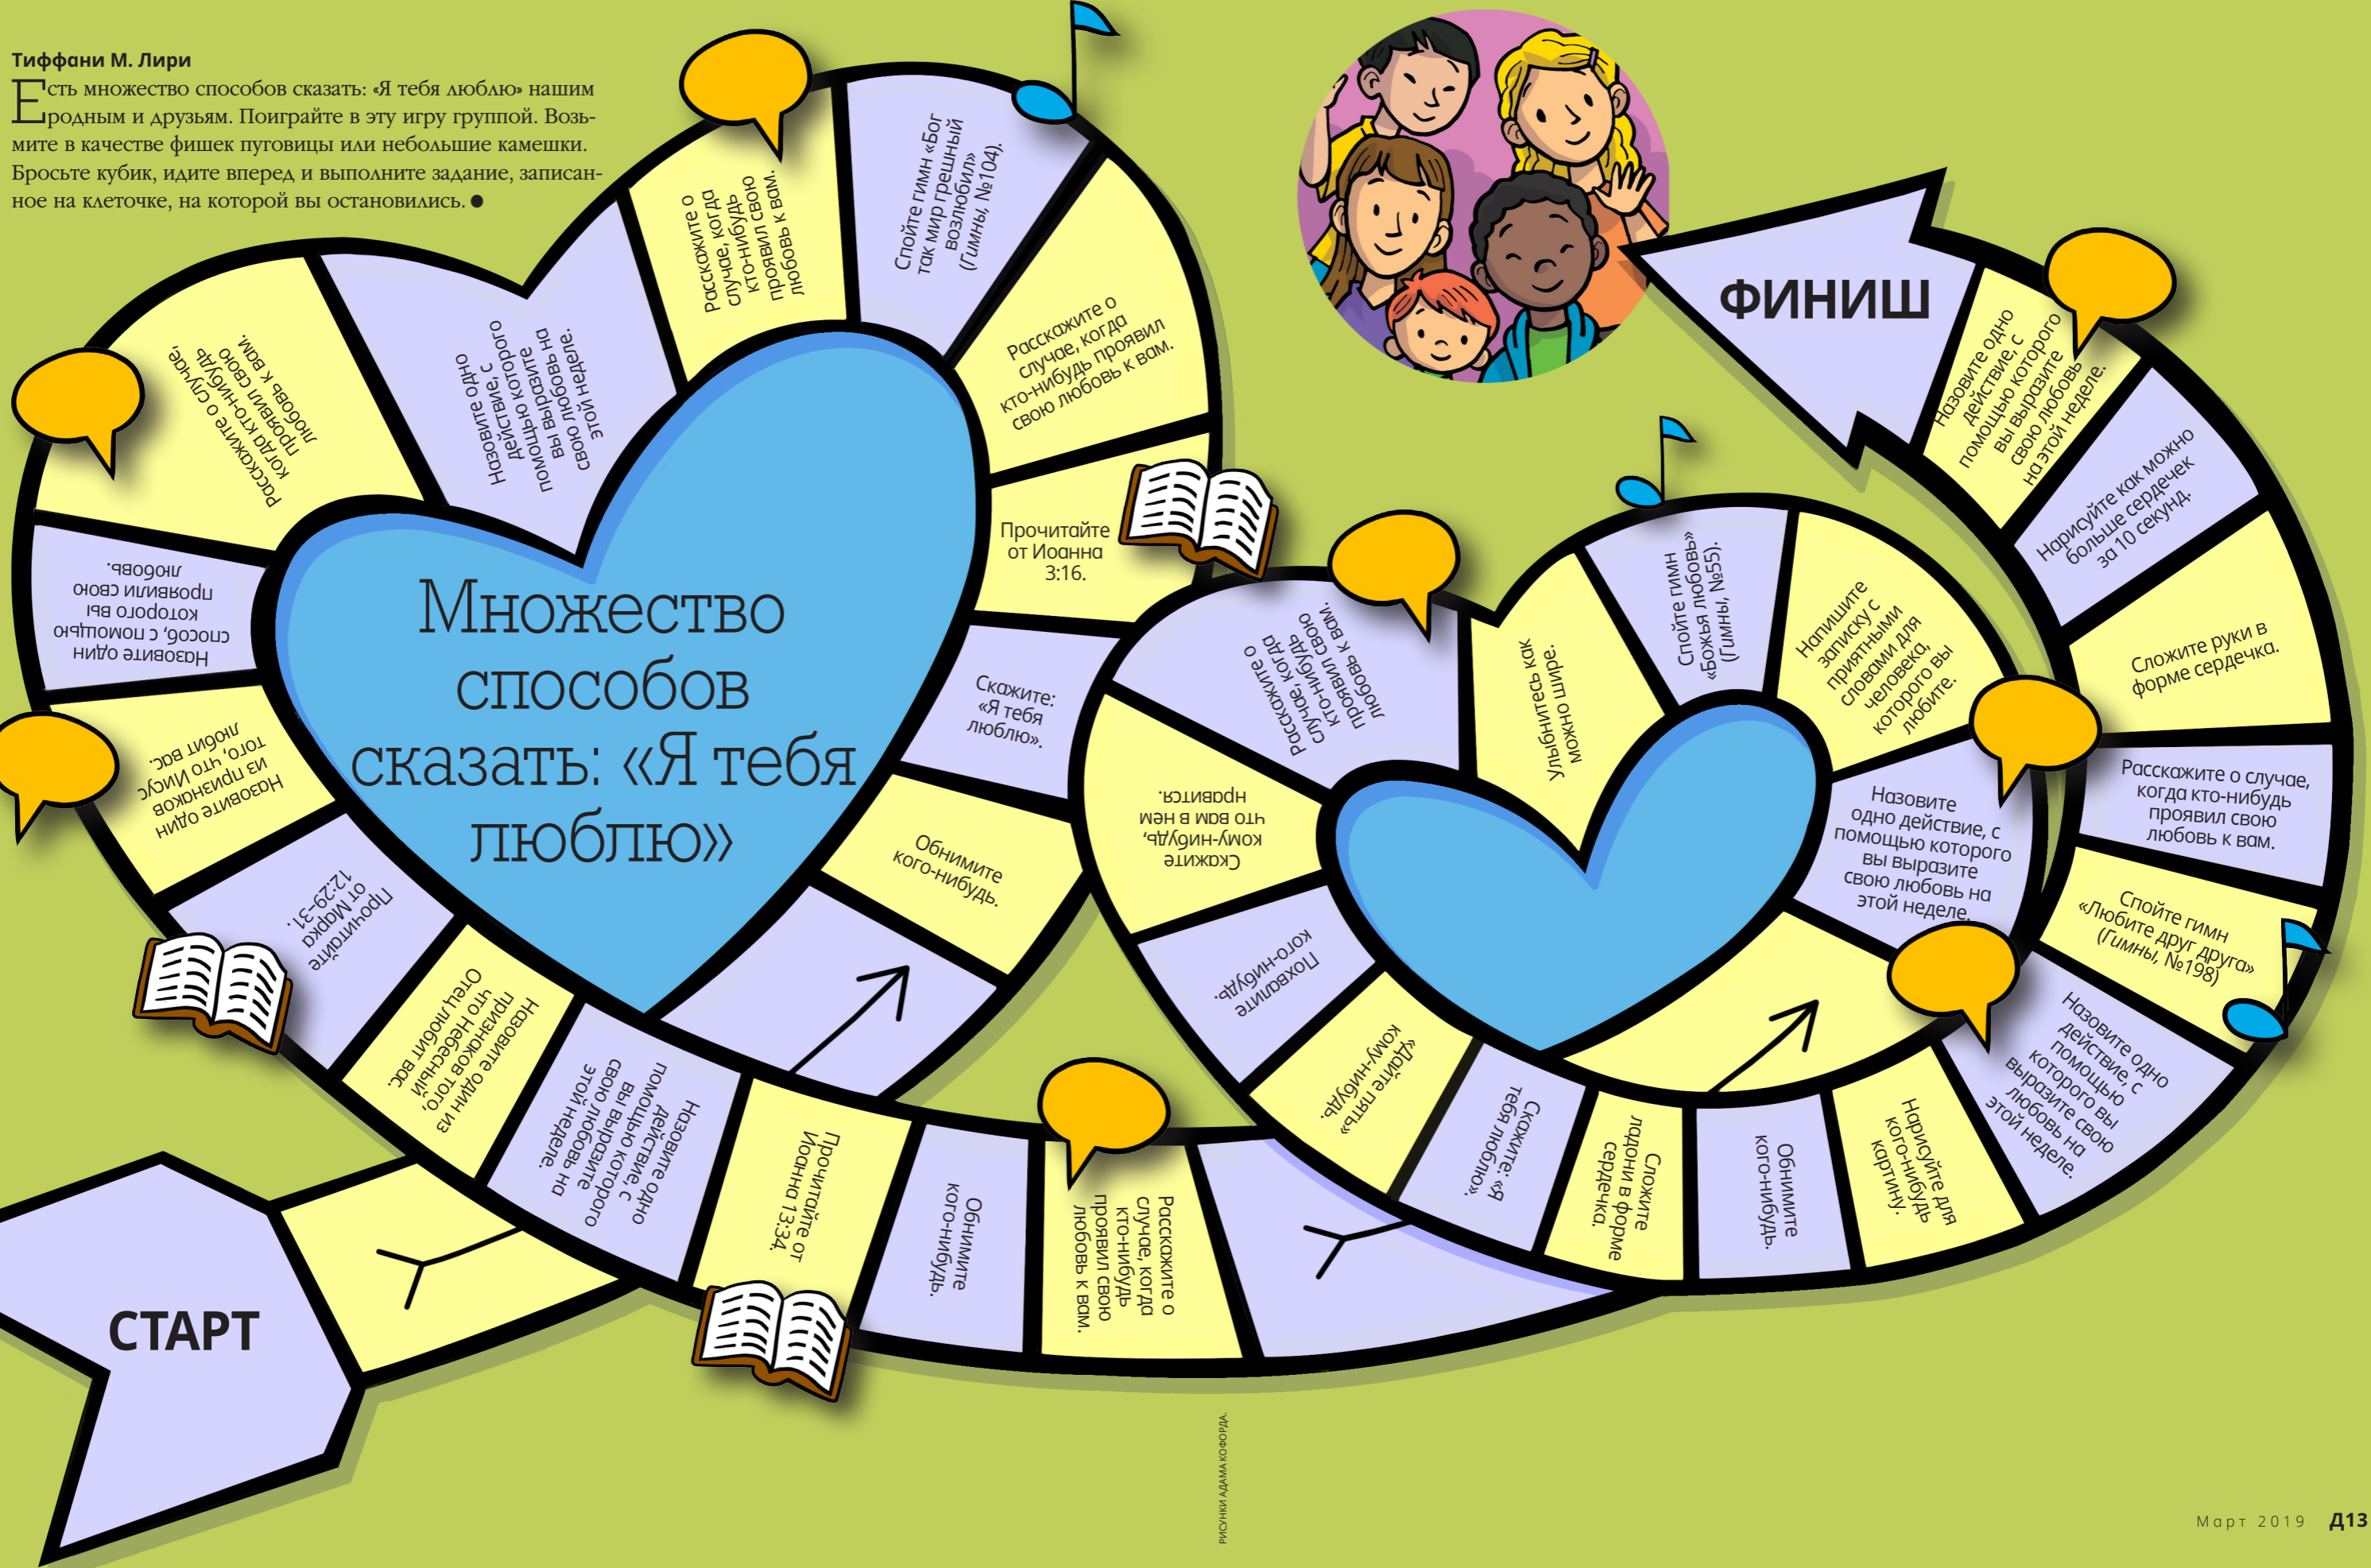 Тиффани М. Лири
Есть множество способов сказать: «Я тебя люблю» нашим
родным и друзьям. Поиграйте в эту игру группой. Возь-
мите в качестве фишек пуговицы или небольшие камешки.
Бросьте кубик, идите вперед и выполните задание, записан-
ное на клеточке, на которой вы остановились.
Множество
способов
сказать: «Я тебя
люблю»
СТАРТ
Назовите одно
действие, с
помощью которого
вы выразите
свою любовь на
этой неделе.
Назовите один из
признаков того,
что Небесный
Отец любит вас.
Прочитайте
от Марка
12:29–31.
Назовите один
из признаков
того, что Иисус
любит вас.
Назовите один
способ, с помощью
которого вы
проявили свою
любовь.
Расскажите о случае,
когда кто-нибудь
проявил свою
любовь к вам.
Назовите одно
действие, с
помощью которого
вы выразите
свою любовь на
этой неделе.
Расскажите о
случае, когда
кто-нибудь
проявил свою
любовь к вам.
Спойте гимн «Бог
так мир грешный
возлюбил»
(Гимны, №104).
Расскажите о
случае, когда
кто-нибудь проявил
свою любовь к вам.
Прочитайте
от Иоанна
3:16.
Скажите:
«Я тебя
люблю».
Обнимите
кого-нибудь.
Прочитайте от
Иоанна 13:34.
Обнимите
кого-нибудь.
Расскажите о
случае, когда
кто-нибудь
проявил свою
любовь к вам.
Скажите: «Я
тебя люблю».
«Дайте пять»
кому-нибудь.
Похвалите
кого-нибудь.
Скажите
кому-нибудь,
что вам в нем
нравится.
Расскажите о
случае, когда
кто-нибудь
проявил свою
любовь к вам.
Улыбнитесь как
можно шире.
Спойте гимн
«Божья любовь»
(Гимны, №55).
Напишите
записку с
приятными
словами для
человека,
которого вы
любите.
Назовите
одно действие, с
помощью которого
вы выразите
свою любовь на
этой неделе.
Сложите
ладони в форме
сердечка.
Обнимите
кого-нибудь.
Нарисуйте для
кого-нибудь
картину.
Назовите одно
действие, с
помощью
которого вы
выразите свою
любовь на
этой неделе.
Спойте гимн
«Любите друг друга»
(Гимны, №198)
Расскажите о случае,
когда кто-нибудь
проявил свою
любовь к вам.
Сложите руки в
форме сердечка.
Нарисуйте как можно
больше сердечек
за 10 секунд.
Назовите одно
действие, с
помощью которого
вы выразите
свою любовь
на этой неделе.
ФИНИШ
РИСУНКИ АДАМА КОФОРДА.
Март 2019 Д13